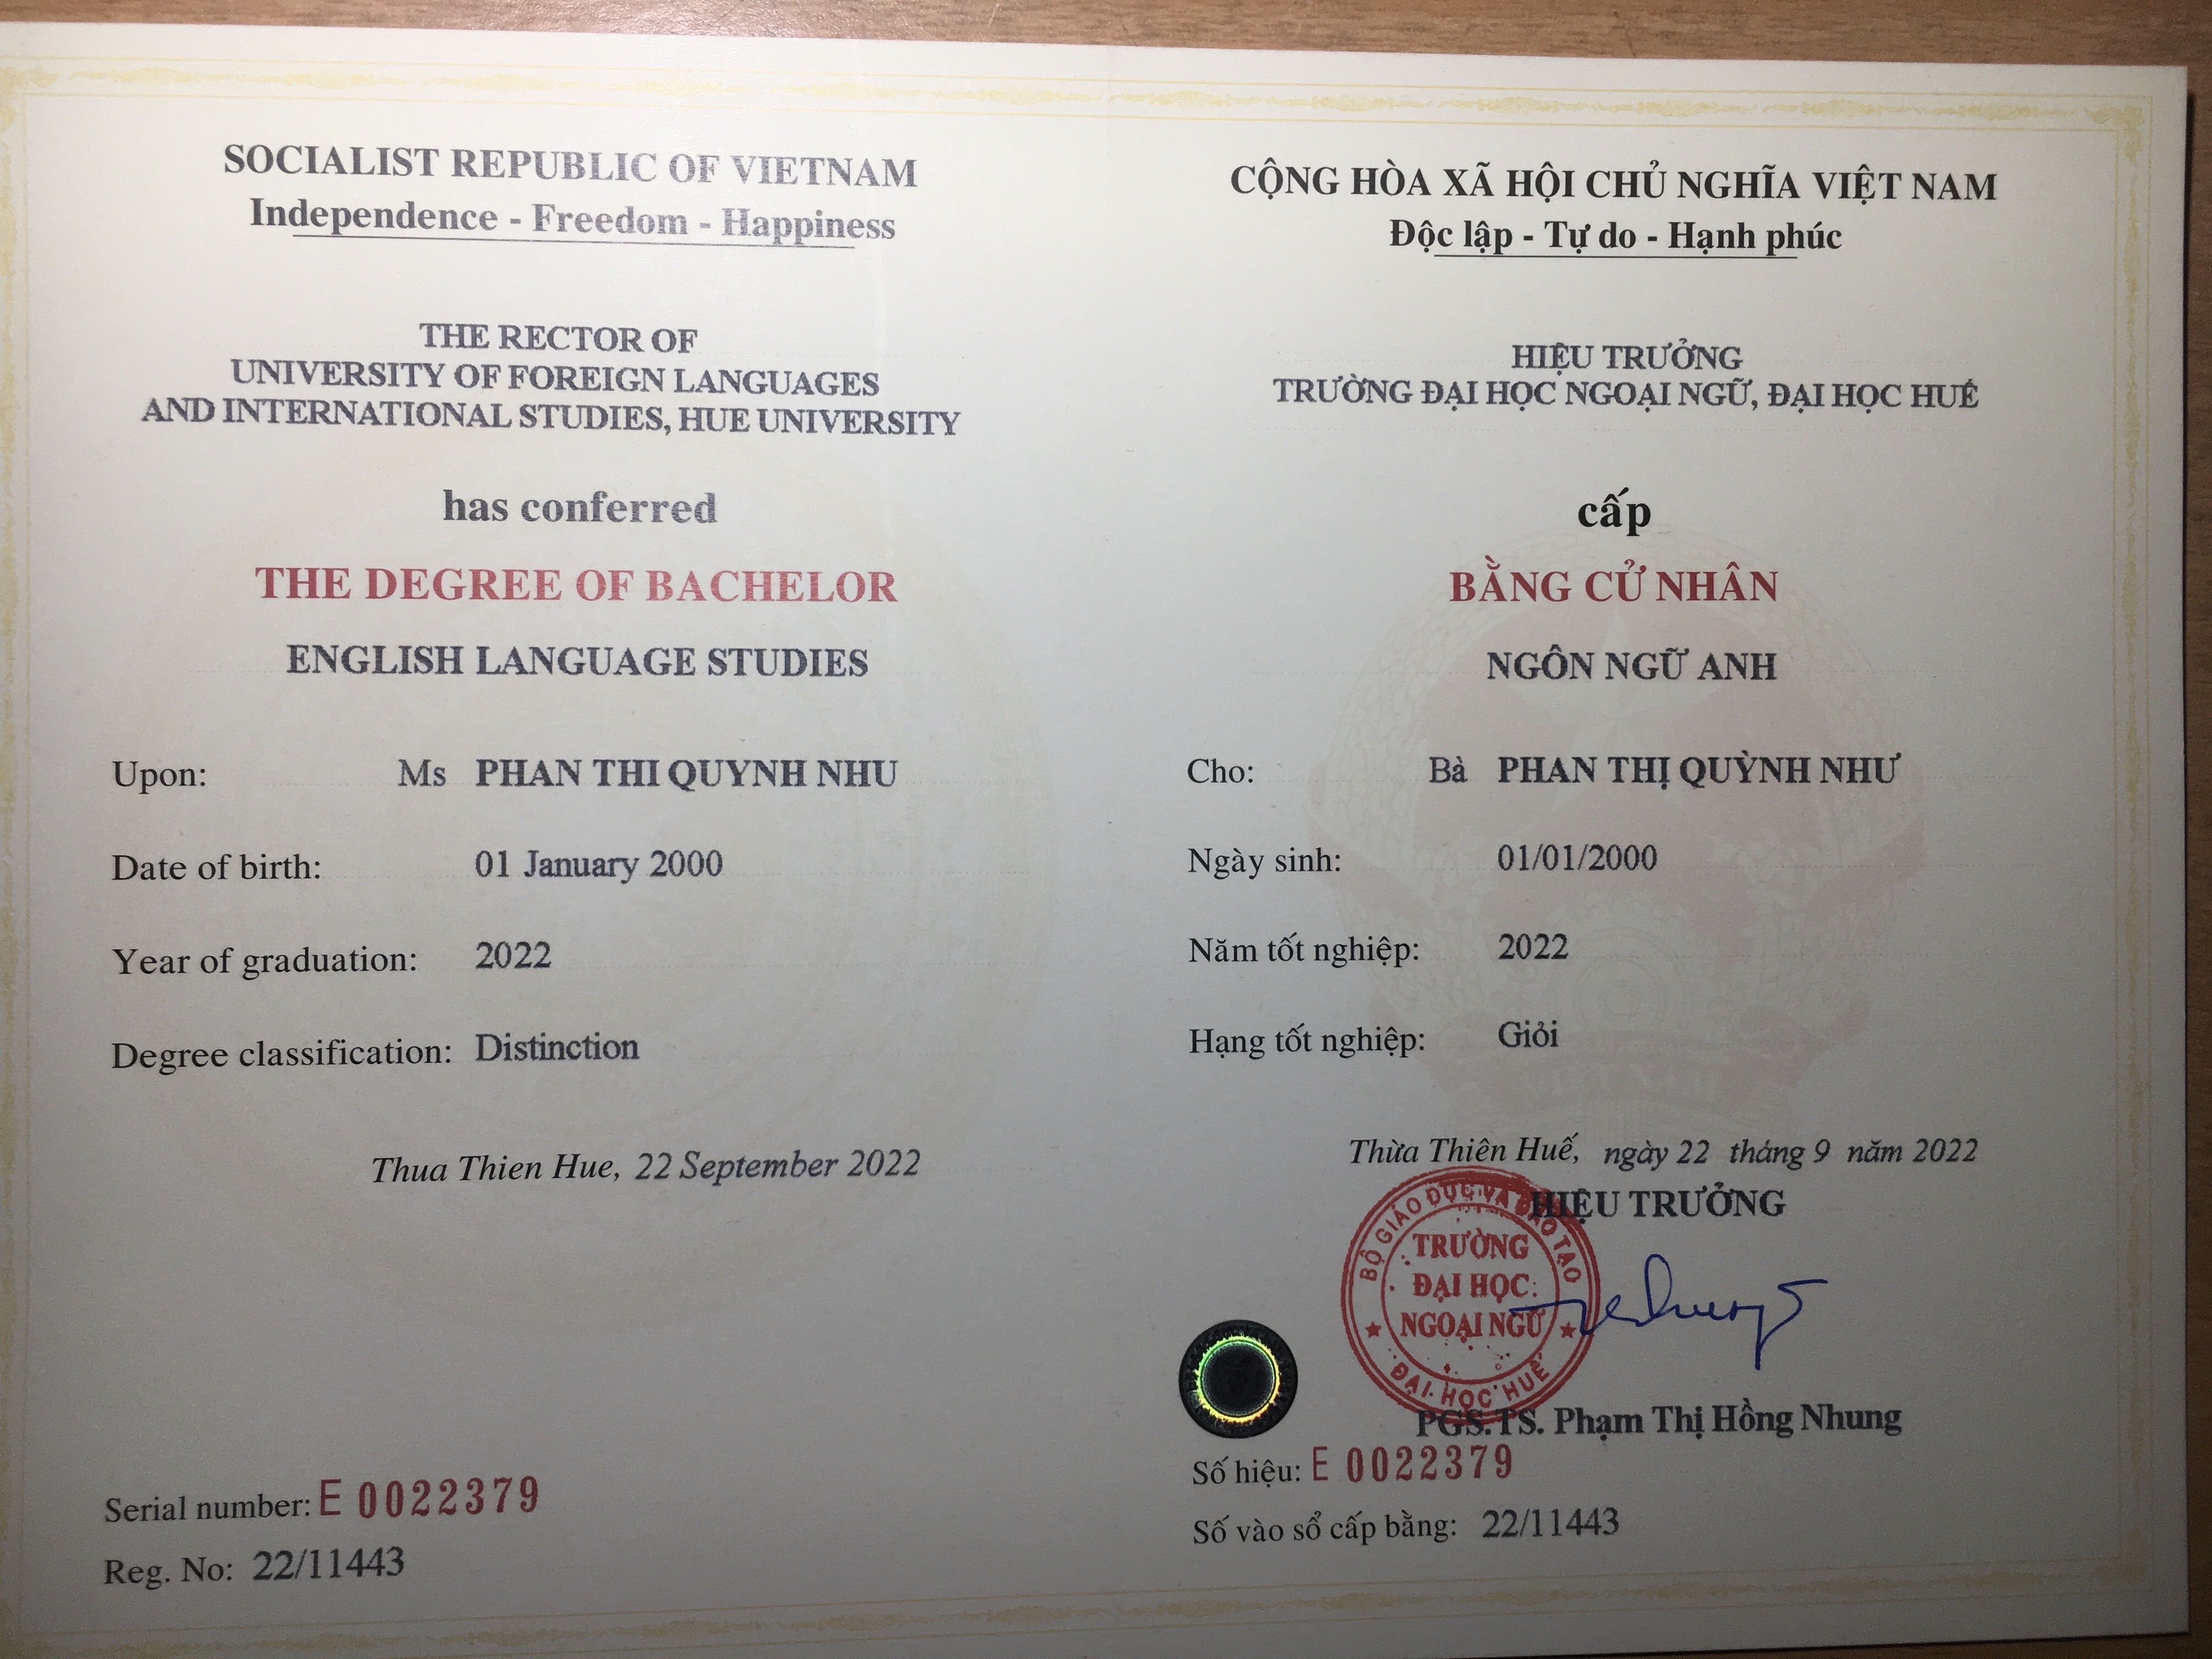 SOCIALIST REPUBLIC OF VIETNAM
Independence - Freedom - Happiness
THE RECTOR OF
UNIVERSITY OF FOREIGN LANGUAGES
AND INTERNATIONAL STUDIES, HUE UNIVERSITY
has conferred
THE DEGREE OF BACHELOR
ENGLISH LANGUAGE STUDIES
Upon: Ms PHAN THI QUYNH NHU
Date of birth: 01 January 2000
Year of graduation: 2022
Degree classification: Distinction
Thua Thien Hue, 22 September 2022
Serial number: E 0022379
Reg. No: 22/11443
CỘNG HÒA XÃ HỘI CHỦ NGHĨA VIỆT NAM
Độc lập - Tự do - Hạnh phúc
HIỆU TRƯỞNG
TRƯỜNG ĐẠI HỌC NGOẠI NGỮ, ĐẠI HỌC HUẾ
cấp
BẰNG CỬ NHÂN
NGÔN NGỮ ANH
Cho: Bà PHAN THỊ QUỲNH NHƯ
Ngày sinh: 01/01/2000
Năm tốt nghiệp: 2022
Hạng tốt nghiệp: Giỏi
Thừa Thiên Huế, ngày 22 tháng 9 năm 2022
HIỆU TRƯỞNG
BỘ GIÁO DỤC VÀ ĐÀO TẠO
TRƯỜNG
ĐẠI HỌC
NGOẠI NGỮ
ĐẠI HỌC HUẾ
PGS.TS. Phạm Thị Hồng Nhung
Số hiệu: E 0022379
Số vào sổ cấp bằng: 22/11443